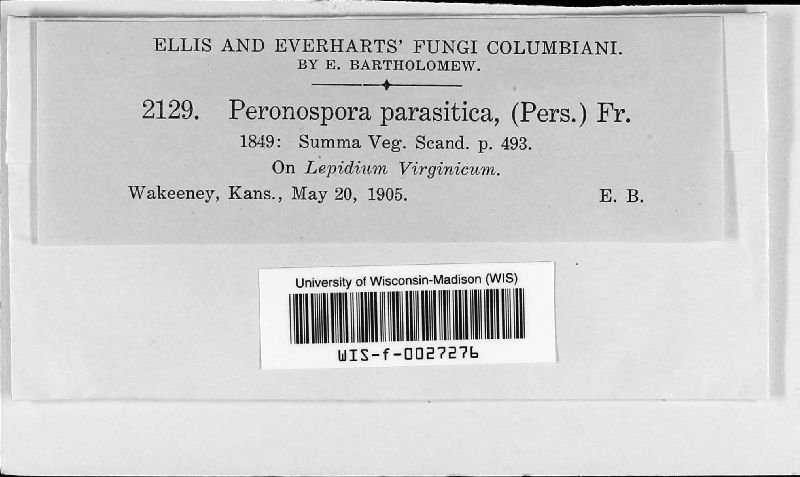 ELLIS AND EVERHARTS' FUNGI COLUMBIANI.
BY E. BARTHOLOMEW.
2129. Peronospora parasitica, (Pers.) Fr.
1849: Summa Veg. Scand. p. 493.
On Lepidium Virginicum.
Wakeeney, Kans., May 20, 1905. E. B.
University of Wisconsin-Madison (WIS)
WIS-f-0027276